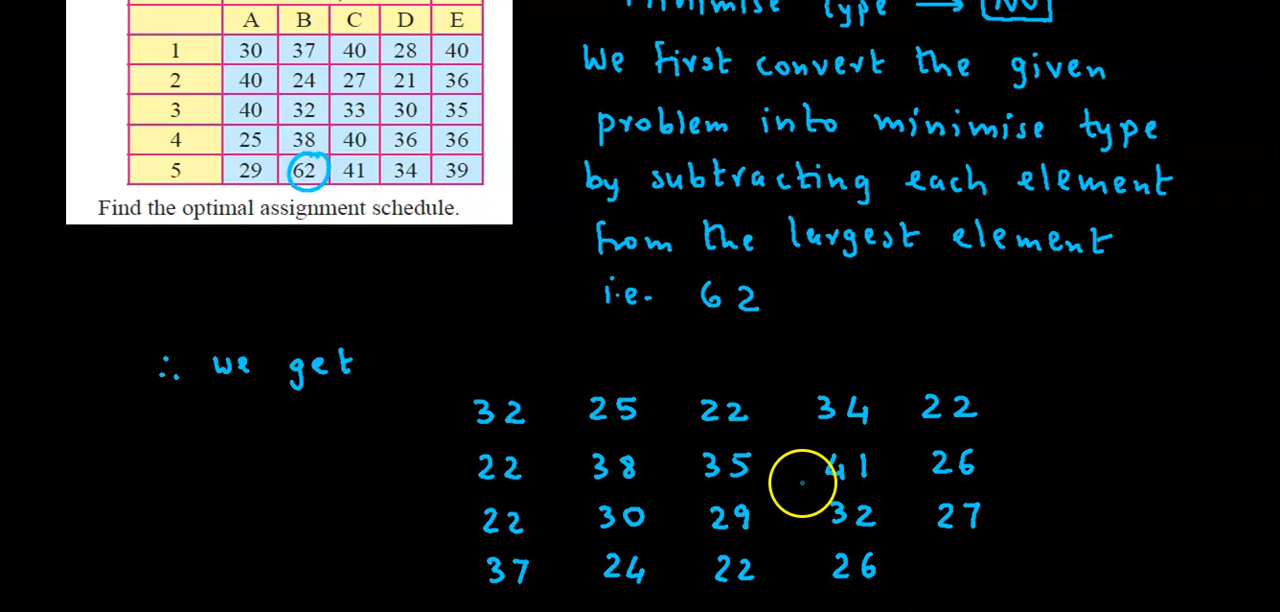 minimise type → NO
A B C D E
1 30 37 40 28 40
2 40 24 27 21 36
3 40 32 33 30 35
4 25 38 40 36 36
5 29 62 41 34 39
Find the optimal assignment schedule.
We first convert the given
problem into minimise type
by subtracting each element
from the largest element
i.e. 62
∴ we get
32 25 22 34 22
22 38 35 41 26
22 30 29 32 27
37 24 22 26